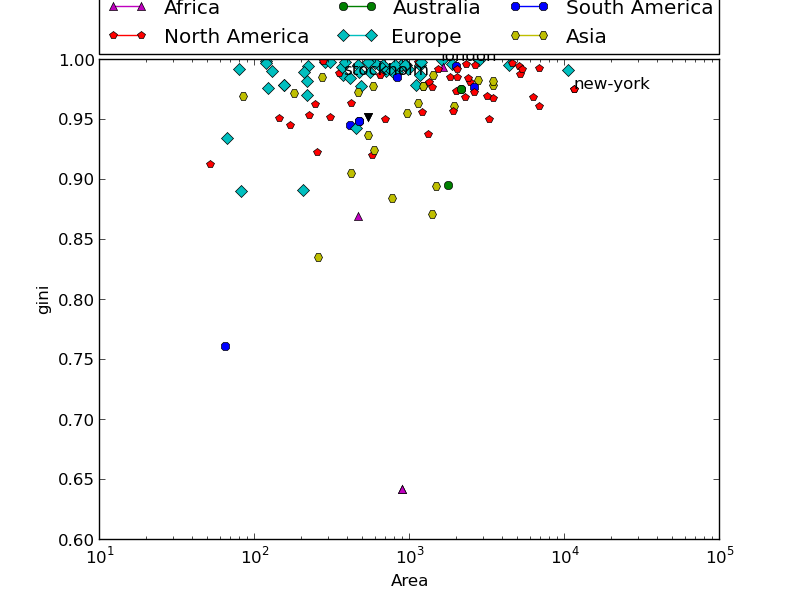 Africa Australia South America
North America Europe Asia
london
1.00
stockholm
new-york
0.95
0.90
0.85
gini
0.80
0.75
0.70
0.65
0.60
10^1 10^2 10^3 10^4 10^5
Area